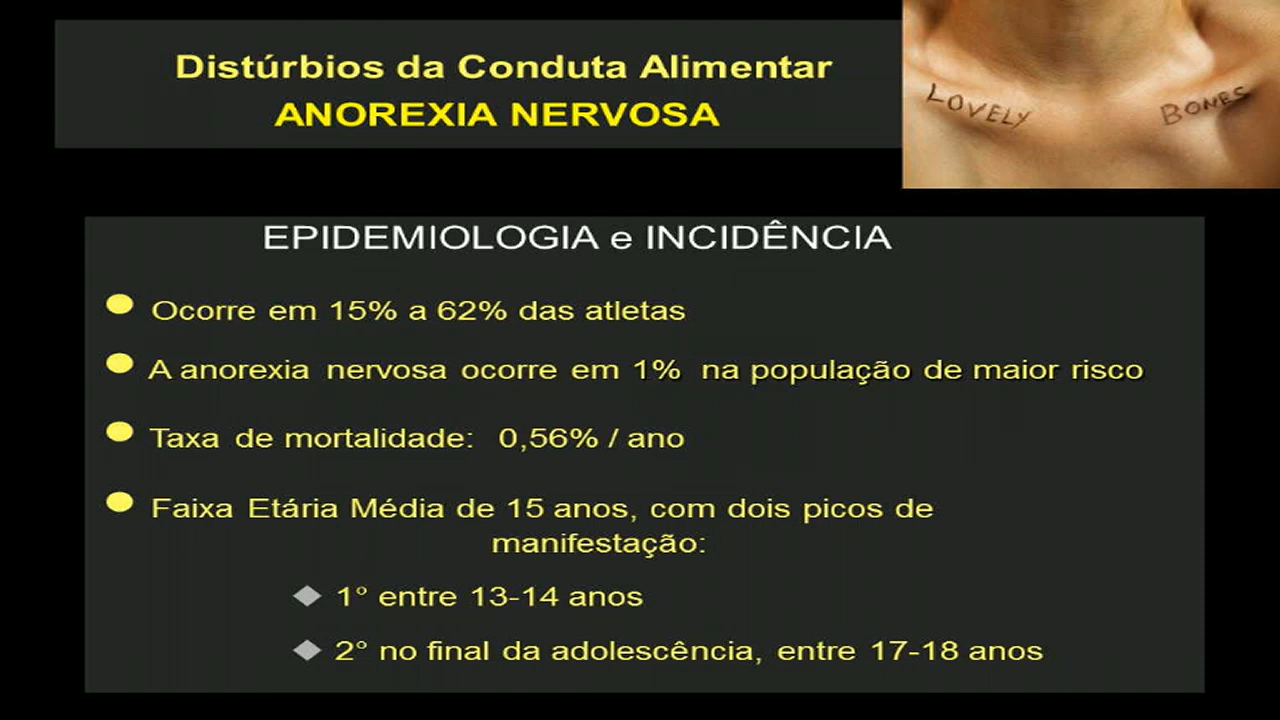 Distúrbios da Conduta Alimentar
ANOREXIA NERVOSA
LOVELY BONES
EPIDEMIOLOGIA e INCIDÊNCIA
Ocorre em 15% a 62% das atletas
A anorexia nervosa ocorre em 1% na população de maior risco
Taxa de mortalidade: 0,56% / ano
Faixa Etária Média de 15 anos, com dois picos de
manifestação:
1° entre 13-14 anos
2° no final da adolescência, entre 17-18 anos